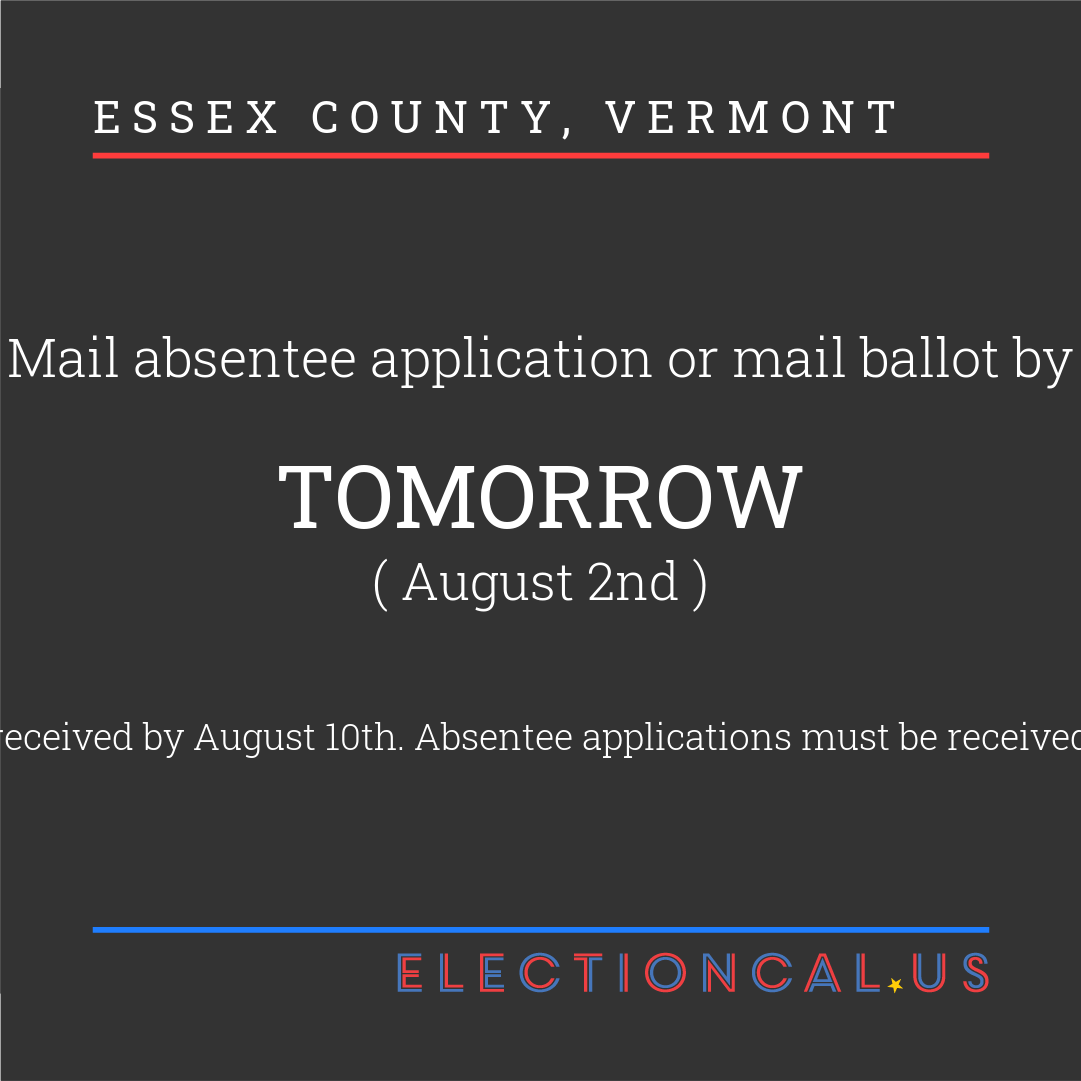 ESSEX COUNTY, VERMONT
Mail absentee application or mail ballot by
TOMORROW
( August 2nd )
received by August 10th. Absentee applications must be received
ELECTIONCAL.US